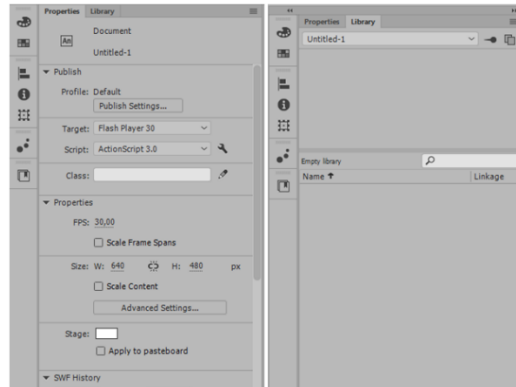 Properties Library
An
Document
Untitled-1
Publish
Profile: Default
Publish Settings...
Target: Flash Player 30
Script: ActionScript 3.0
Class:
Properties
FPS: 30,00
Scale Frame Spans
Size: W: 640 H: 480 px
Scale Content
Advanced Settings...
Stage:
Apply to pasteboard
SWF History
Properties Library
Untitled-1
Empty library
Name Linkage